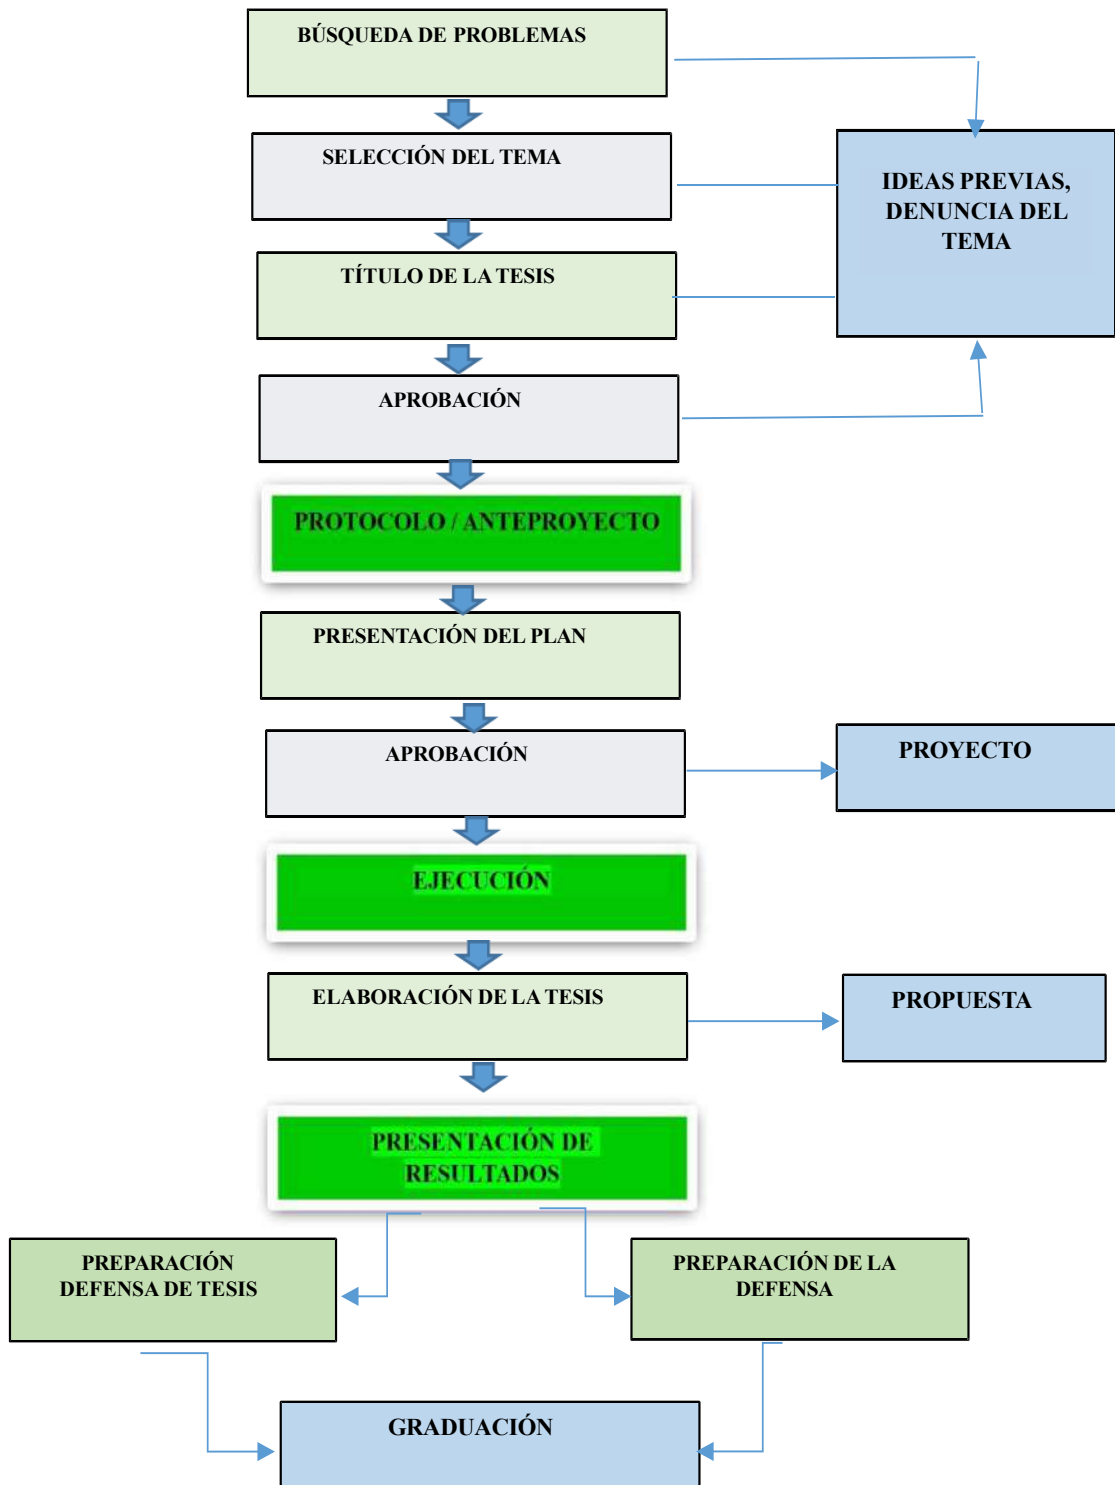 BÚSQUEDA DE PROBLEMAS
SELECCIÓN DEL TEMA
IDEAS PREVIAS,
DENUNCIA DEL
TEMA
TÍTULO DE LA TESIS
APROBACIÓN
PROTOCOLO / ANTEPROYECTO
PRESENTACIÓN DEL PLAN
APROBACIÓN
PROYECTO
EJECUCIÓN
ELABORACIÓN DE LA TESIS
PROPUESTA
PRESENTACIÓN DE
RESULTADOS
PREPARACIÓN
DEFENSA DE TESIS
PREPARACIÓN DE LA
DEFENSA
GRADUACIÓN